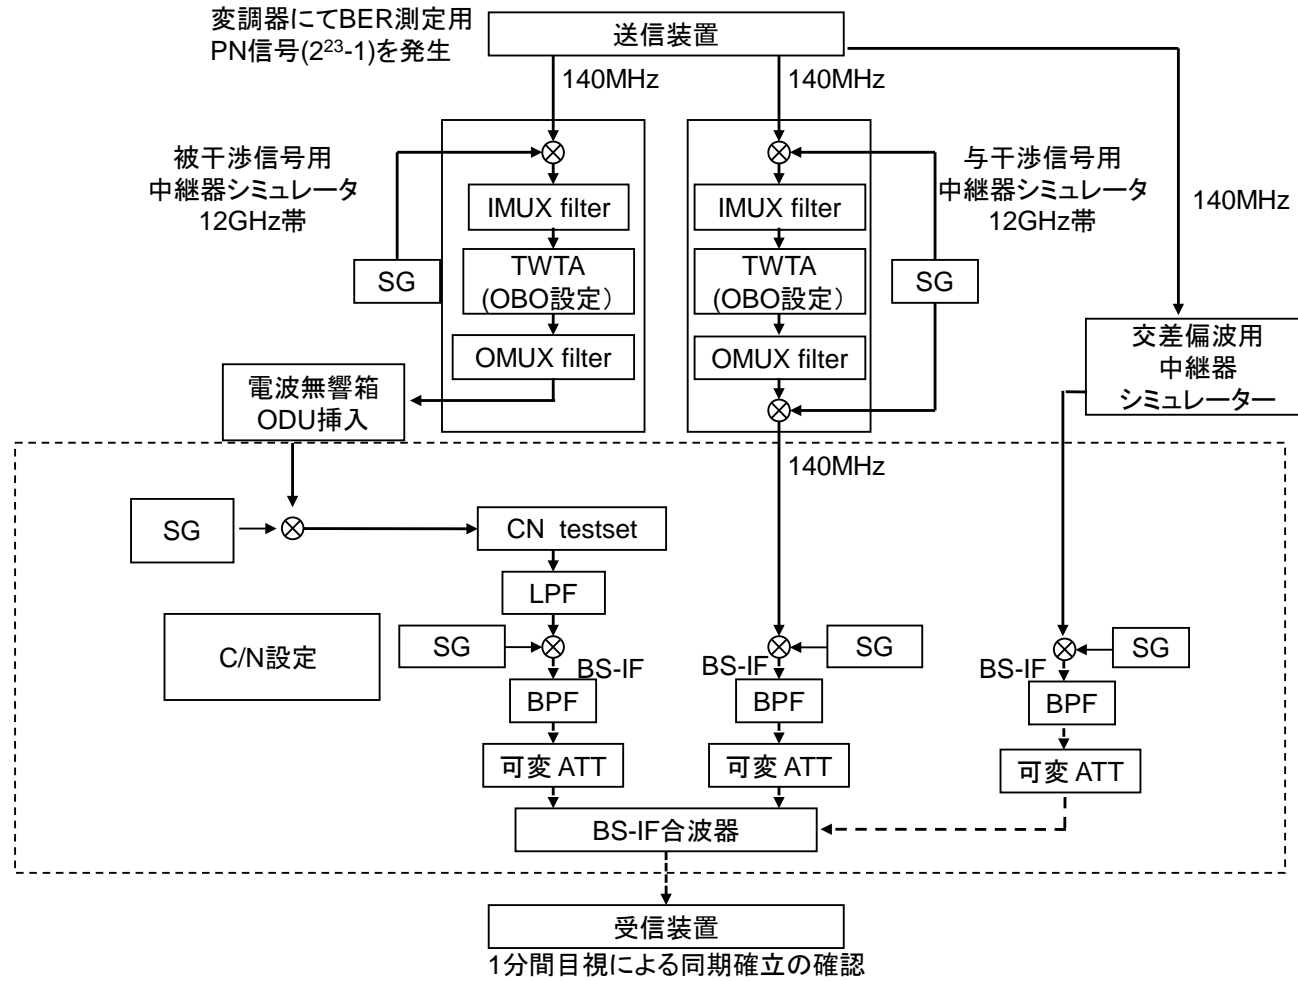 変調器にてBER測定用
PN信号(2²³-1)を発生
送信装置
140MHz
140MHz
被干渉信号用
中継器シミュレータ
12GHz帯
与干渉信号用
中継器シミュレータ
12GHz帯
140MHz
IMUX filter
IMUX filter
SG
TWTA
(OBO設定）
TWTA
(OBO設定）
SG
OMUX filter
OMUX filter
交差偏波用
中継器
シミュレーター
電波無響箱
ODU挿入
140MHz
SG
CN testset
LPF
C/N設定
SG
BS-IF
BS-IF
SG
BS-IF
SG
BPF
BPF
BPF
可変 ATT
可変 ATT
可変 ATT
BS-IF合波器
受信装置
1分間目視による同期確立の確認